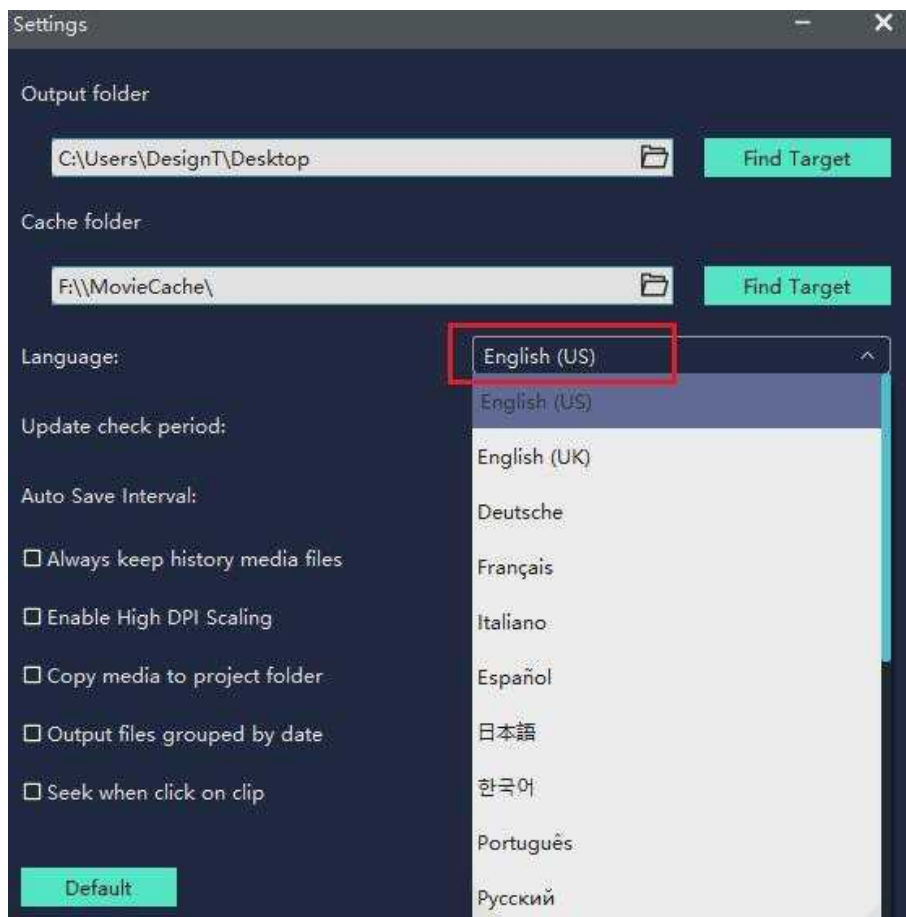 Settings
Output folder
C:\Users\DesignT\Desktop
Find Target
Cache folder
F:\\MovieCache\
Find Target
Language:
English (US)
English (US)
Update check period:
English (UK)
Auto Save Interval:
Deutsche
Always keep history media files
Français
Enable High DPI Scaling
Italiano
Copy media to project folder
Español
Output files grouped by date
日本語
Seek when click on clip
한국어
Português
Default
Русский